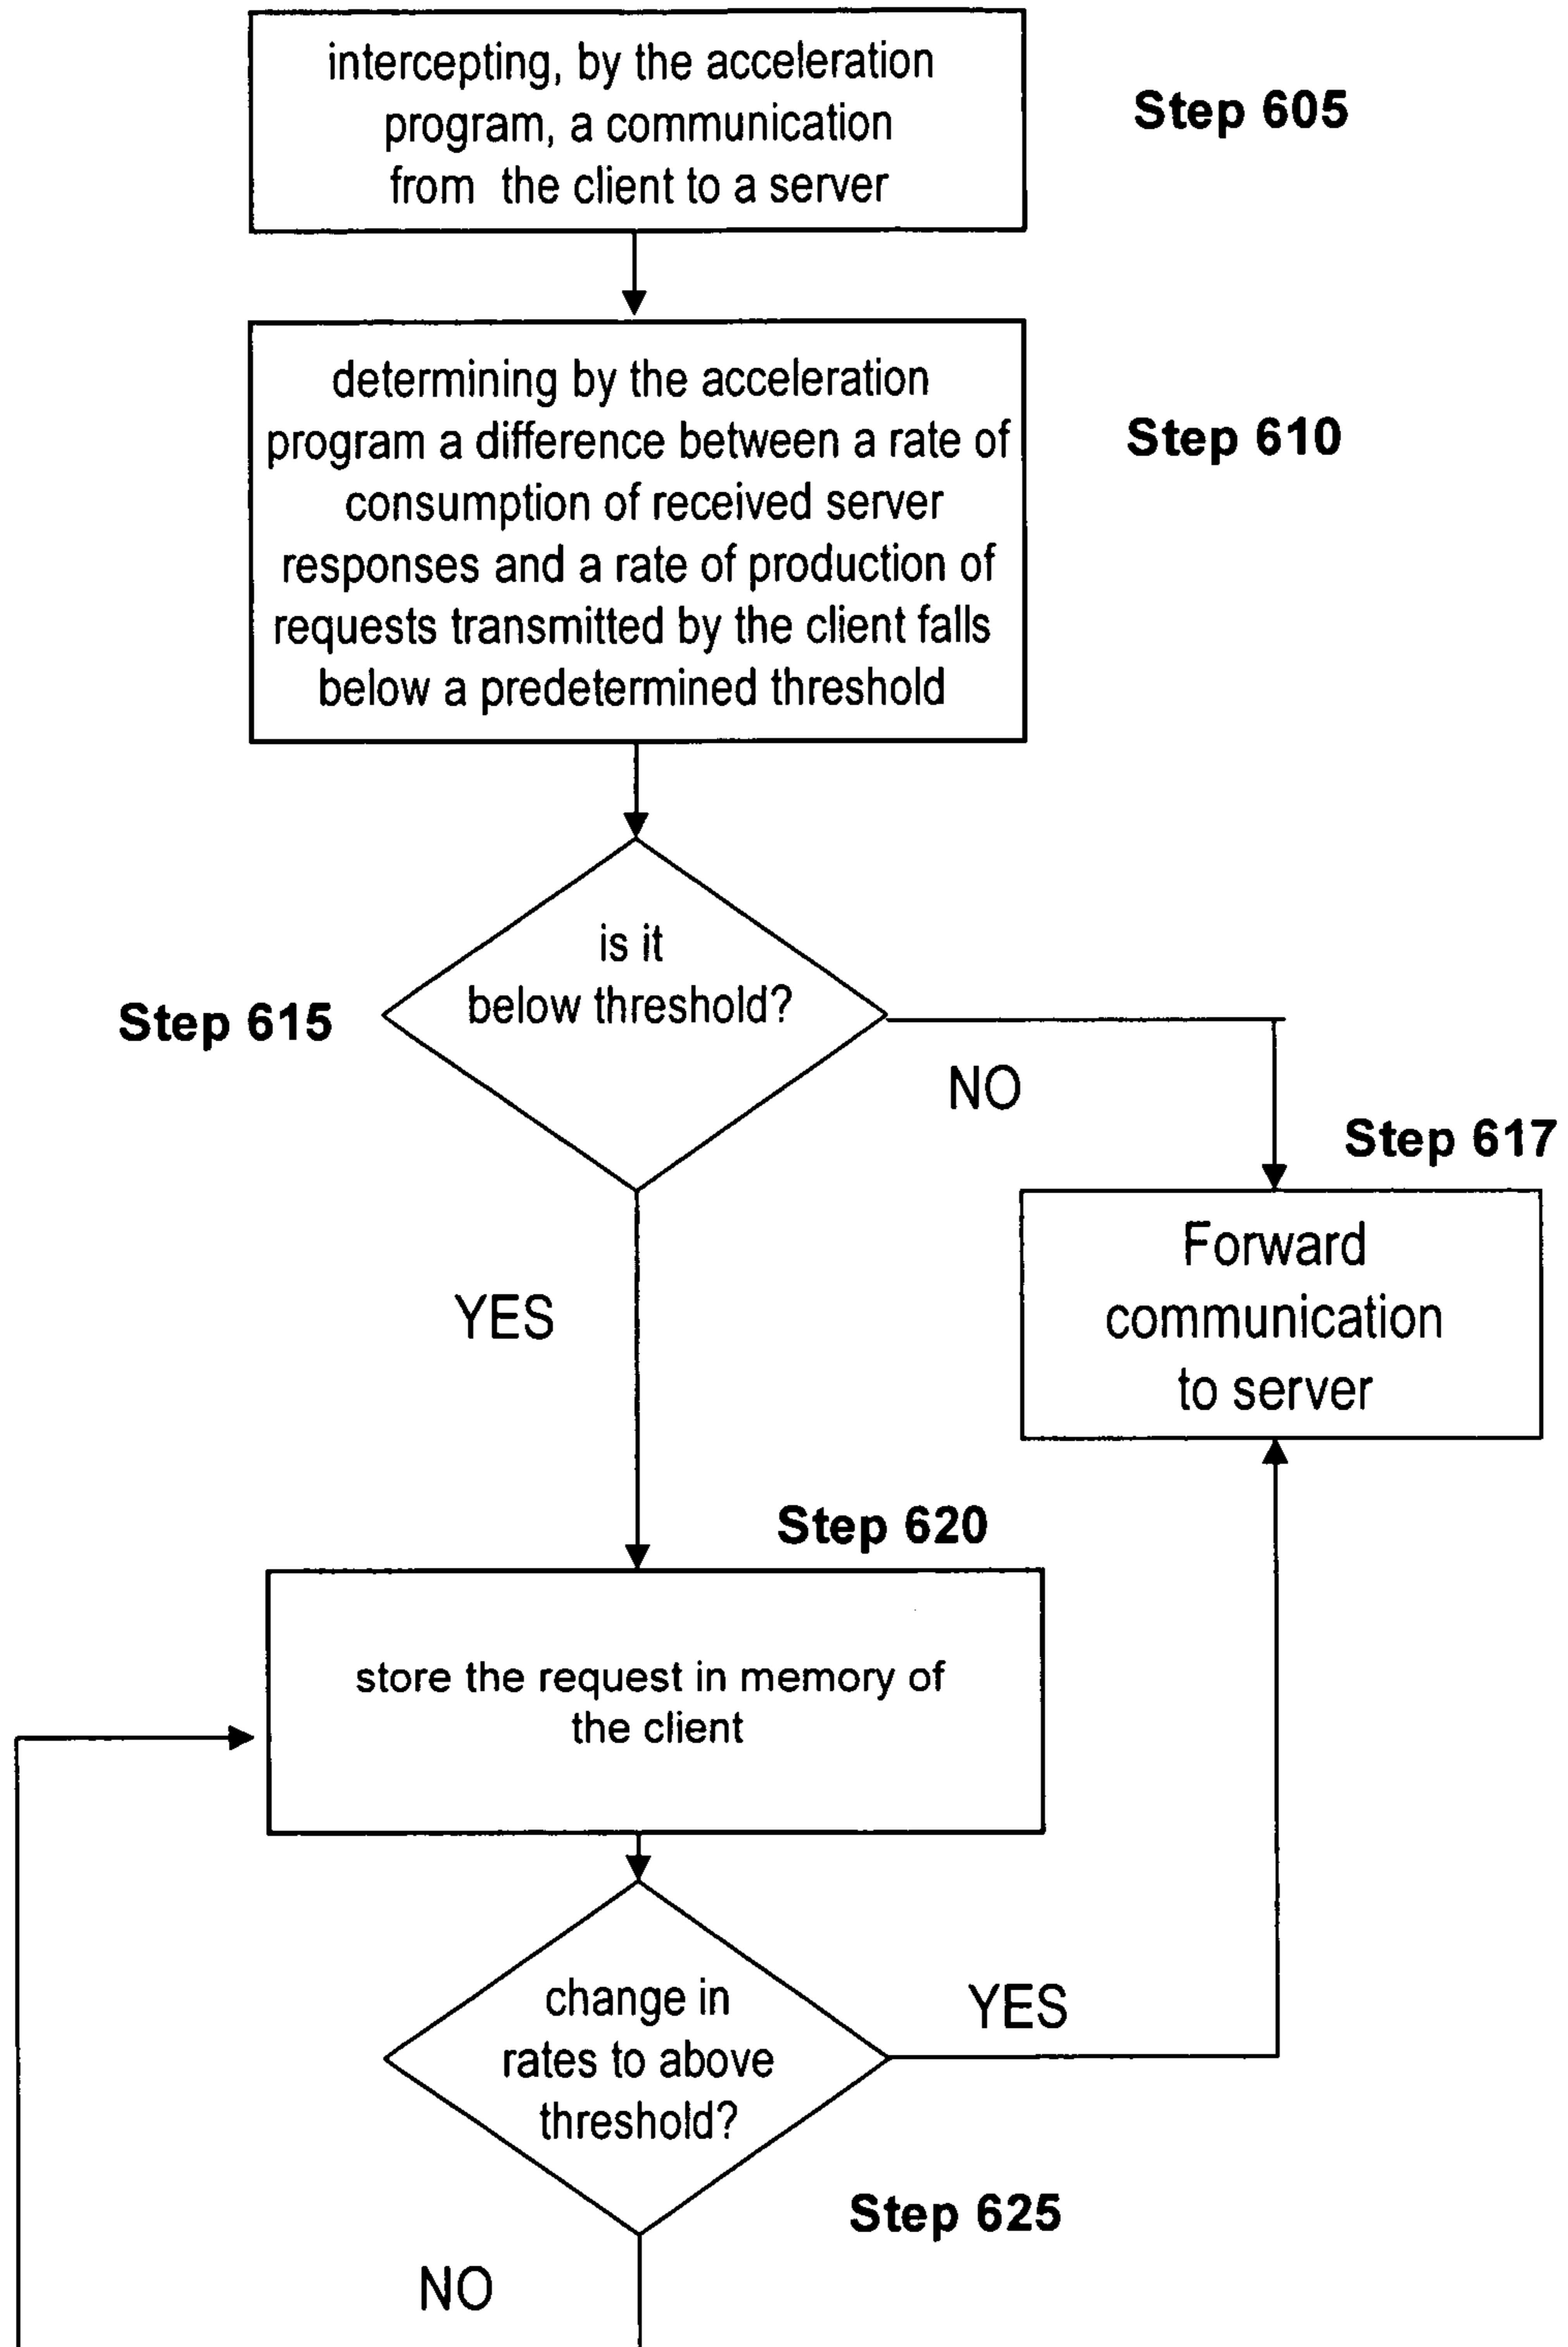 intercepting, by the acceleration
program, a communication
from the client to a server
Step 605
determining by the acceleration
program a difference between a rate of
consumption of received server
responses and a rate of production of
requests transmitted by the client falls
below a predetermined threshold
Step 610
is it
below threshold?
Step 615
NO
Step 617
Forward
communication
to server
YES
Step 620
store the request in memory of
the client
change in
rates to above
threshold?
YES
Step 625
NO